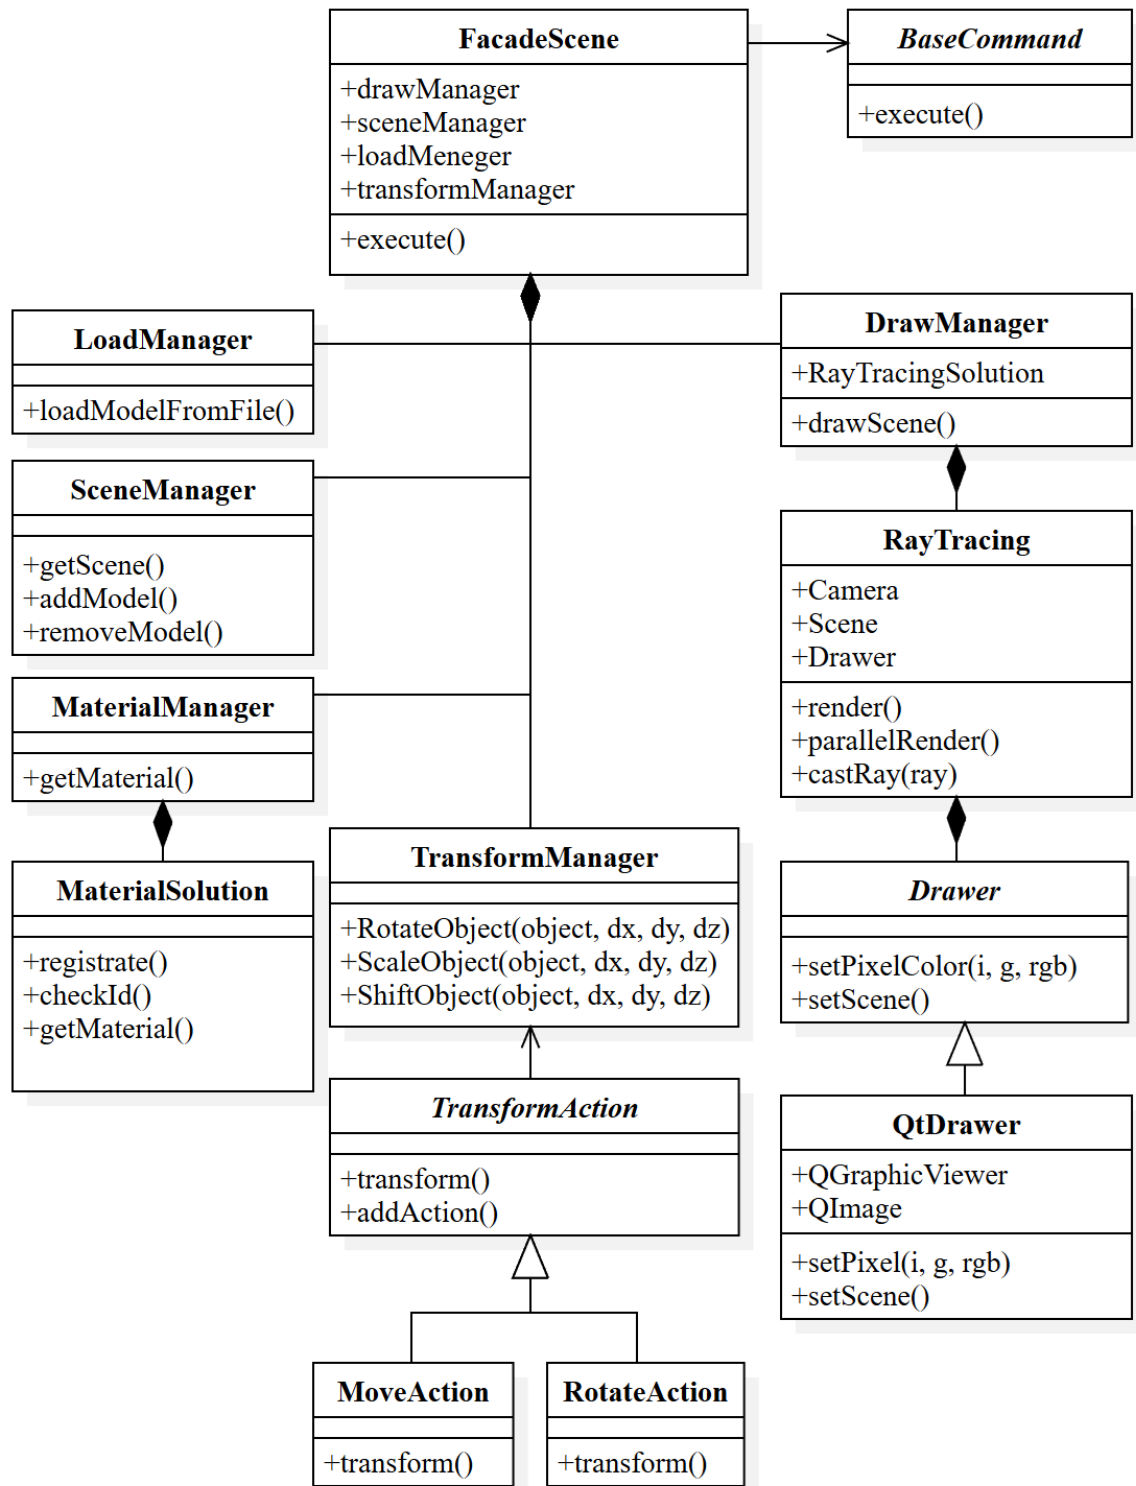 FacadeScene
+drawManager
+sceneManager
+loadMeneger
+transformManager
+execute()
BaseCommand
+execute()
LoadManager
+loadModelFromFile()
DrawManager
+RayTracingSolution
+drawScene()
SceneManager
+getScene()
+addModel()
+removeModel()
RayTracing
+Camera
+Scene
+Drawer
+render()
+parallelRender()
+castRay(ray)
MaterialManager
+getMaterial()
MaterialSolution
+registrate()
+checkId()
+getMaterial()
TransformManager
+RotateObject(object, dx, dy, dz)
+ScaleObject(object, dx, dy, dz)
+ShiftObject(object, dx, dy, dz)
Drawer
+setPixelColor(i, g, rgb)
+setScene()
TransformAction
+transform()
+addAction()
QtDrawer
+QGraphicViewer
+QImage
+setPixel(i, g, rgb)
+setScene()
MoveAction
+transform()
RotateAction
+transform()